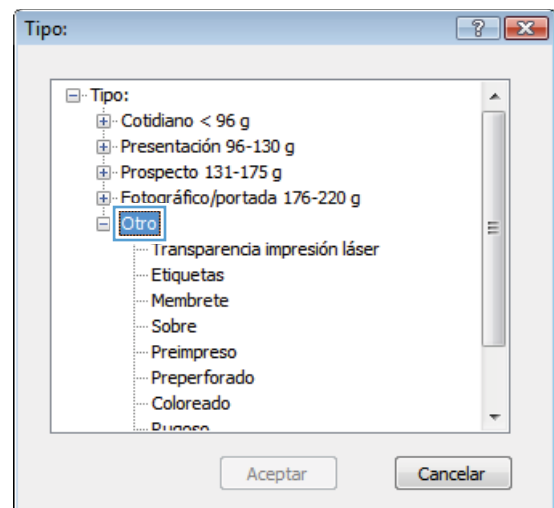 Tipo:
Tipo:
Cotidiano < 96 g
Presentación 96-130 g
Prospecto 131-175 g
Fotográfico/portada 176-220 g
Otro
Transparencia impresión láser
Etiquetas
Membrete
Sobre
Preimpreso
Preperforado
Coloreado
Rugoso
Aceptar Cancelar